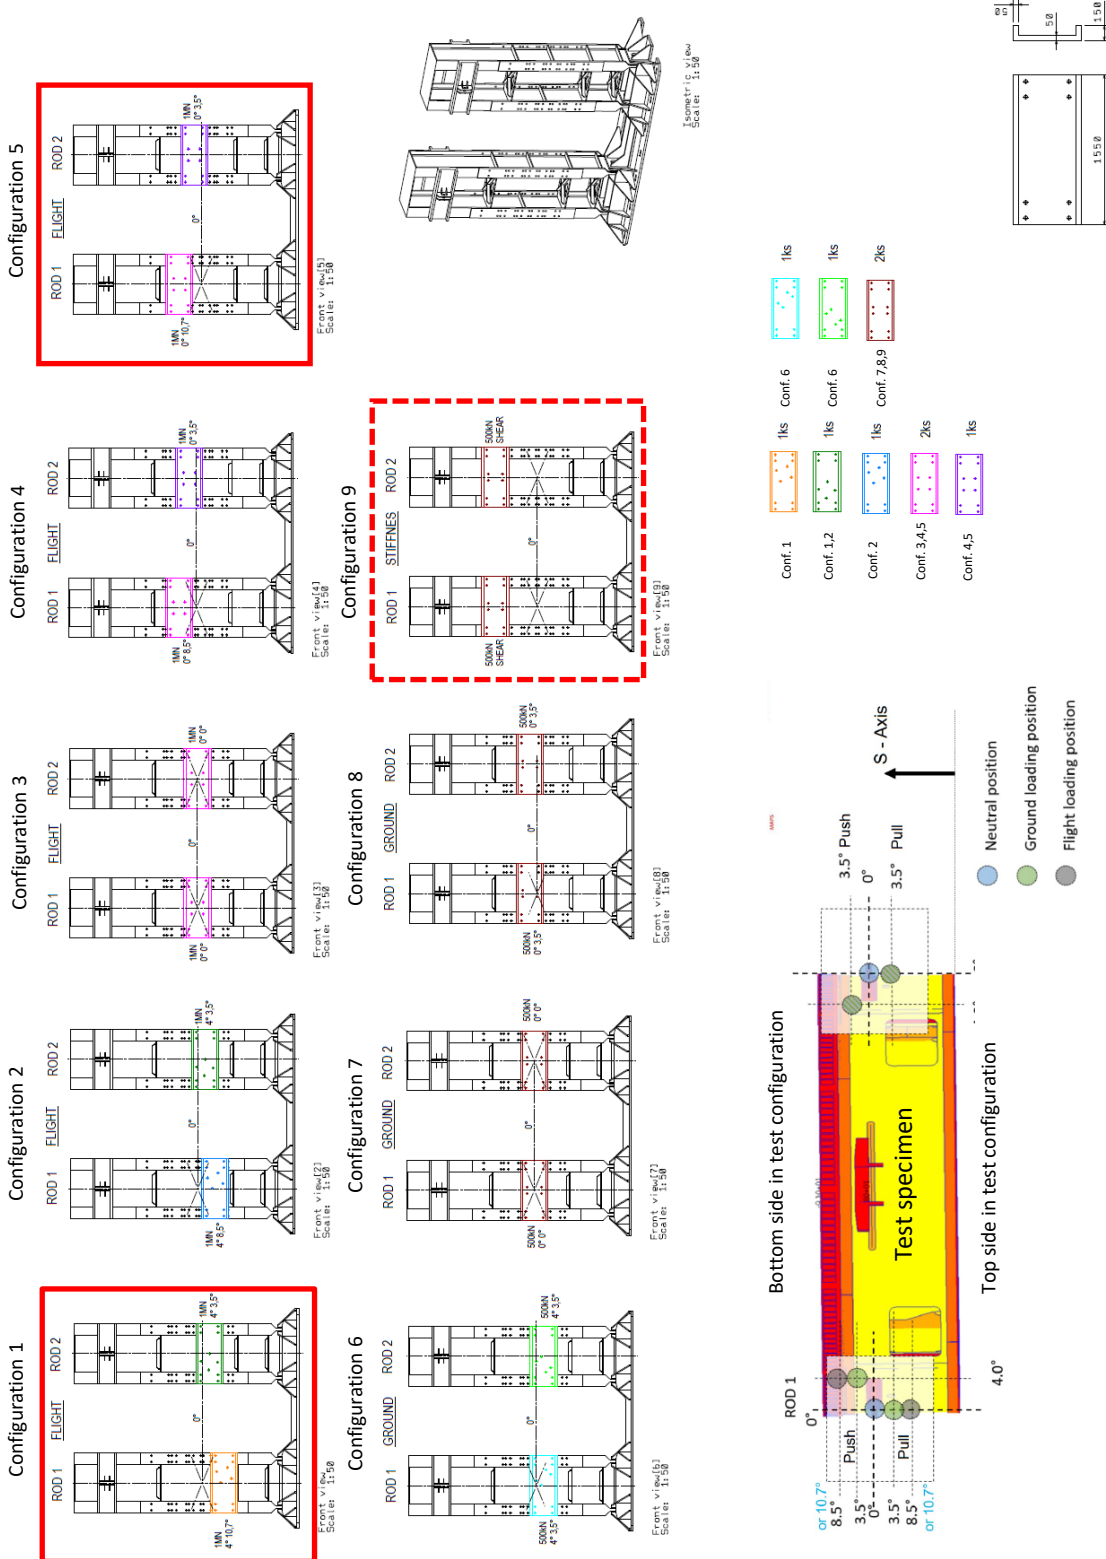 Configuration 1
ROD 1
FLIGHT
ROD 2
1MN
4° 10,7°
0°
1MN
4° 3,5°
Front view
Scale: 1:50
Configuration 2
ROD 1
FLIGHT
ROD 2
1MN
4° 8,5°
0°
1MN
4° 3,5°
Front view[2]
Scale: 1:50
Configuration 3
ROD 1
FLIGHT
ROD 2
1MN
0° 0°
0°
1MN
0° 0°
Front view[3]
Scale: 1:50
Configuration 4
ROD 1
FLIGHT
ROD 2
1MN
0° 8,5°
0°
1MN
0° 3,5°
Front view[4]
Scale: 1:50
Configuration 5
ROD 1
FLIGHT
ROD 2
1MN
0° 10,7°
0°
1MN
0° 3,5°
Front view[5]
Scale: 1:50
Configuration 6
ROD 1
GROUND
ROD 2
500kN
4° 3,5°
0°
500kN
4° 3,5°
Front view[6]
Scale: 1:50
Configuration 7
ROD 1
GROUND
ROD 2
500kN
0° 0°
0°
500kN
0° 0°
Front view[7]
Scale: 1:50
Configuration 8
ROD 1
GROUND
ROD 2
500kN
0° 3,5°
0°
500kN
0° 3,5°
Front view[8]
Scale: 1:50
Configuration 9
ROD 1
STIFFNES
ROD 2
500kN
SHEAR
0°
500kN
SHEAR
Front view[9]
Scale: 1:50
Isometric view
Scale: 1:50
Bottom side in test configuration
ROD 1
0°
or 10.7°
8.5°
3.5°
0°
3.5°
8.5°
or 10.7°
Push
Pull
4.0°
Test specimen
Top side in test configuration
3.5° Push
0°
3.5° Pull
S - Axis
Neutral position
Ground loading position
Flight loading position
Conf. 1
1ks
Conf. 1,2
1ks
Conf. 2
1ks
Conf. 3,4,5
2ks
Conf. 4,5
1ks
Conf. 6
1ks
Conf. 6
1ks
Conf. 7,8,9
2ks
1550
50
150